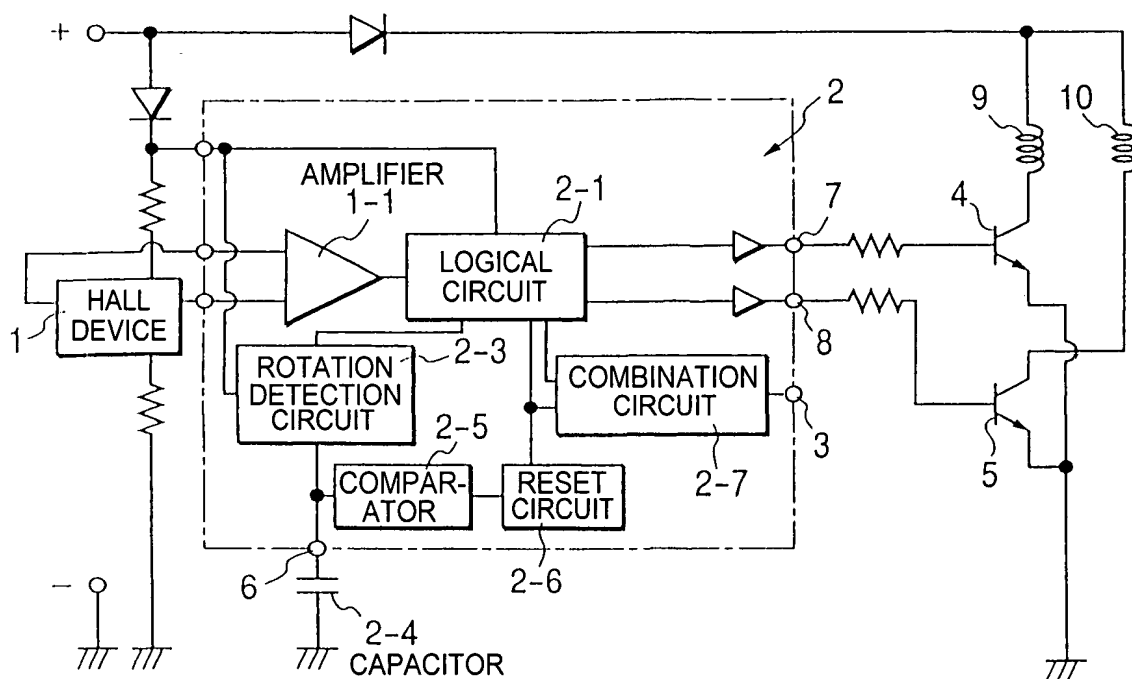 +
2
9
10
AMPLIFIER
1-1
2-1
7
4
LOGICAL
CIRCUIT
HALL
DEVICE
1
8
2-3
ROTATION
DETECTION
CIRCUIT
COMBINATION
CIRCUIT
3
5
2-5
2-7
COMPAR-
ATOR
RESET
CIRCUIT
-
6
2-6
2-4
CAPACITOR